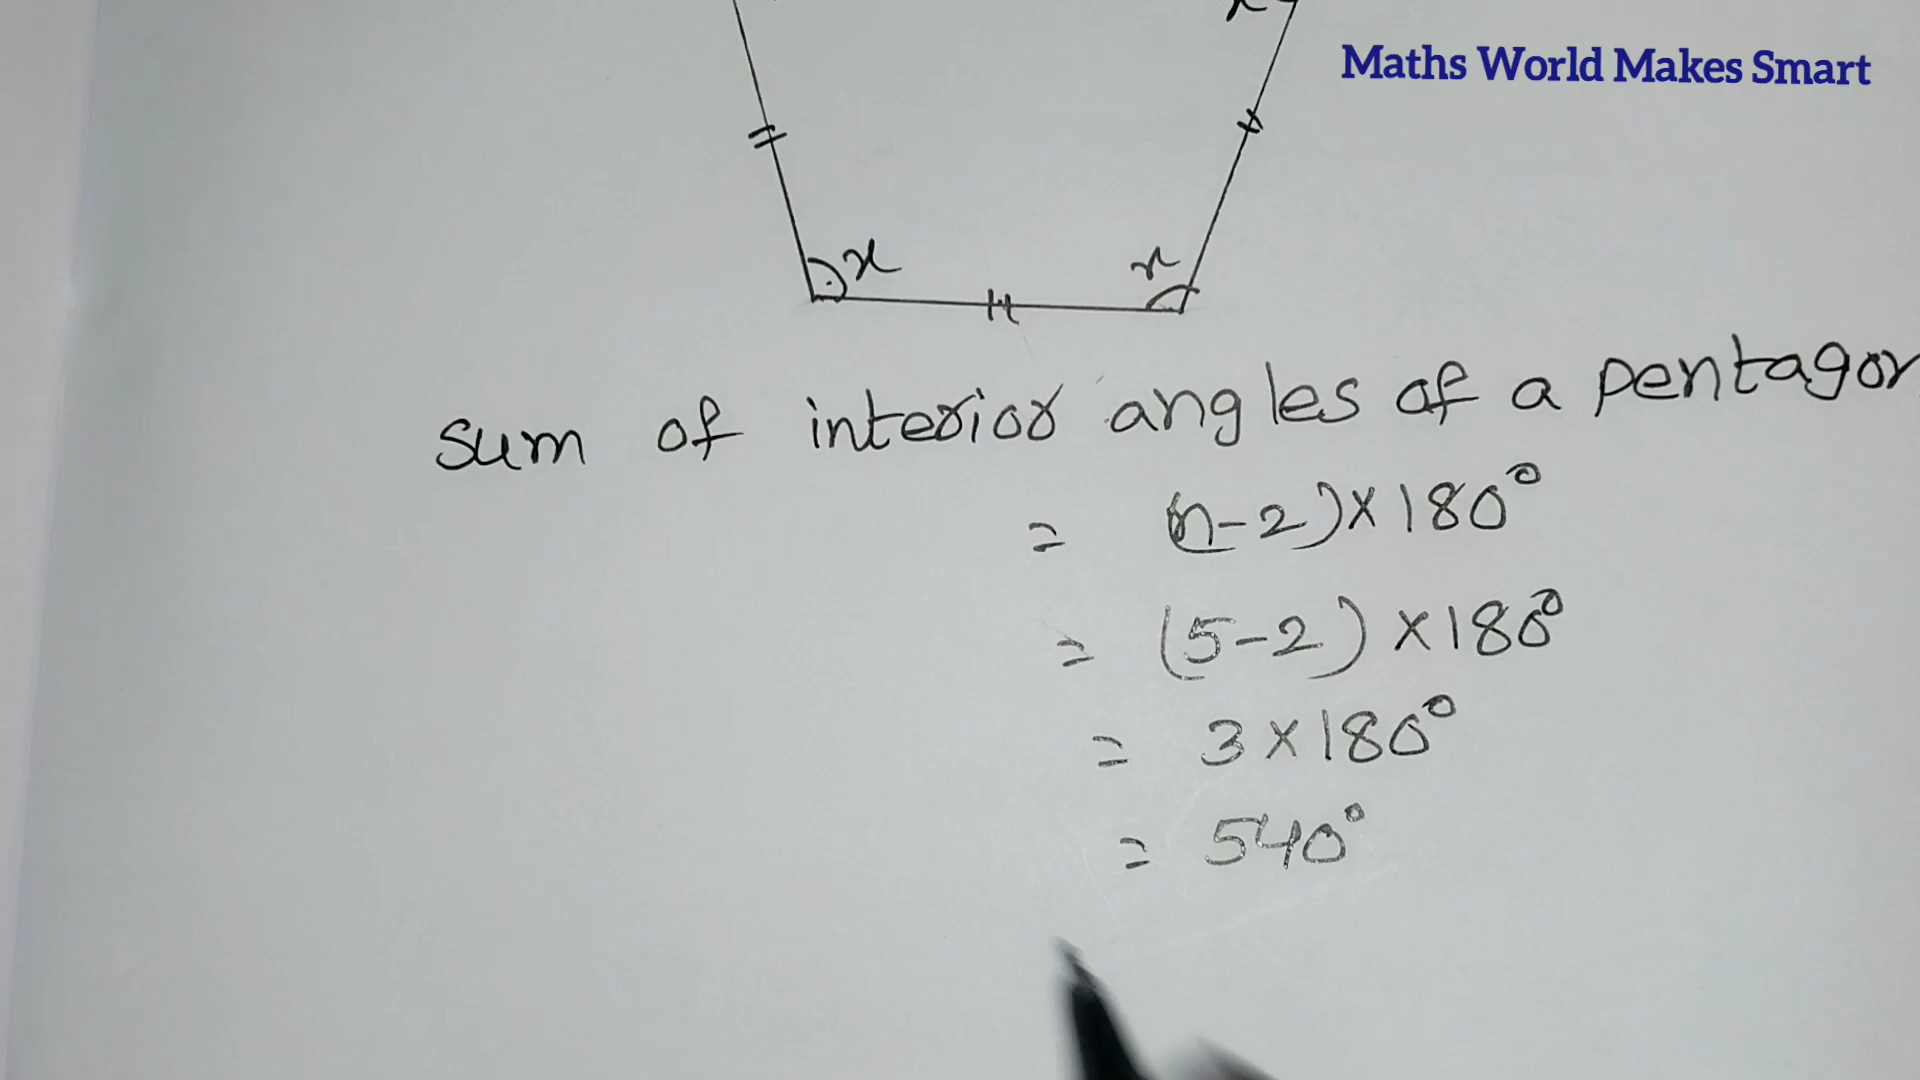 x
Maths World Makes Smart
x x
sum of interior angles of a pentagon
= (n-2)×180°
= (5-2)×180°
= 3×180°
= 540°